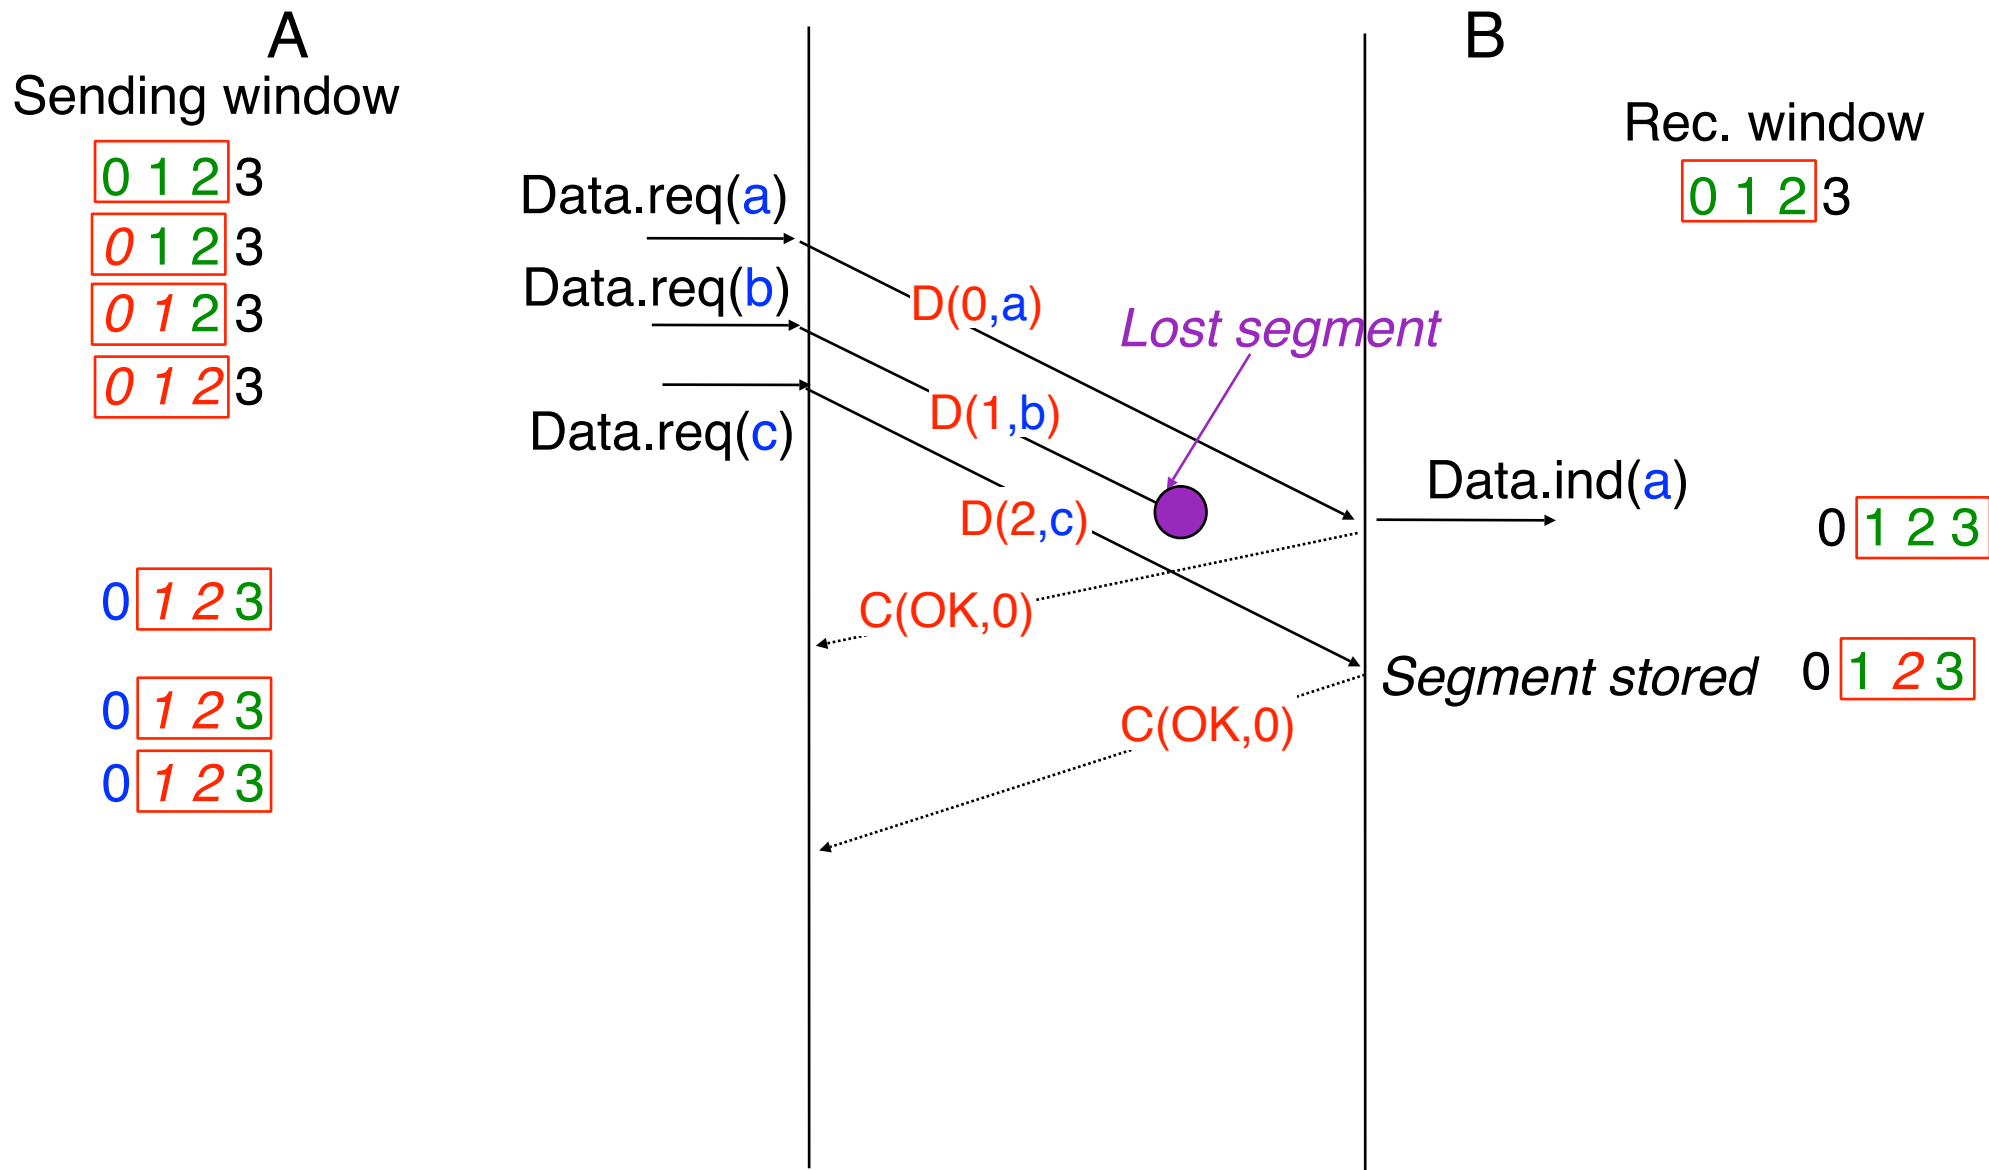 A
B
Sending window
Rec. window
0 1 2 3
Data.req(a)
0 1 2 3
0 1 2 3
Data.req(b)
D(0,a)
Lost segment
0 1 2 3
0 1 2 3
D(1,b)
Data.req(c)
Data.ind(a)
D(2,c)
0 1 2 3
0 1 2 3
C(OK,0)
Segment stored
0 1 2 3
0 1 2 3
C(OK,0)
0 1 2 3